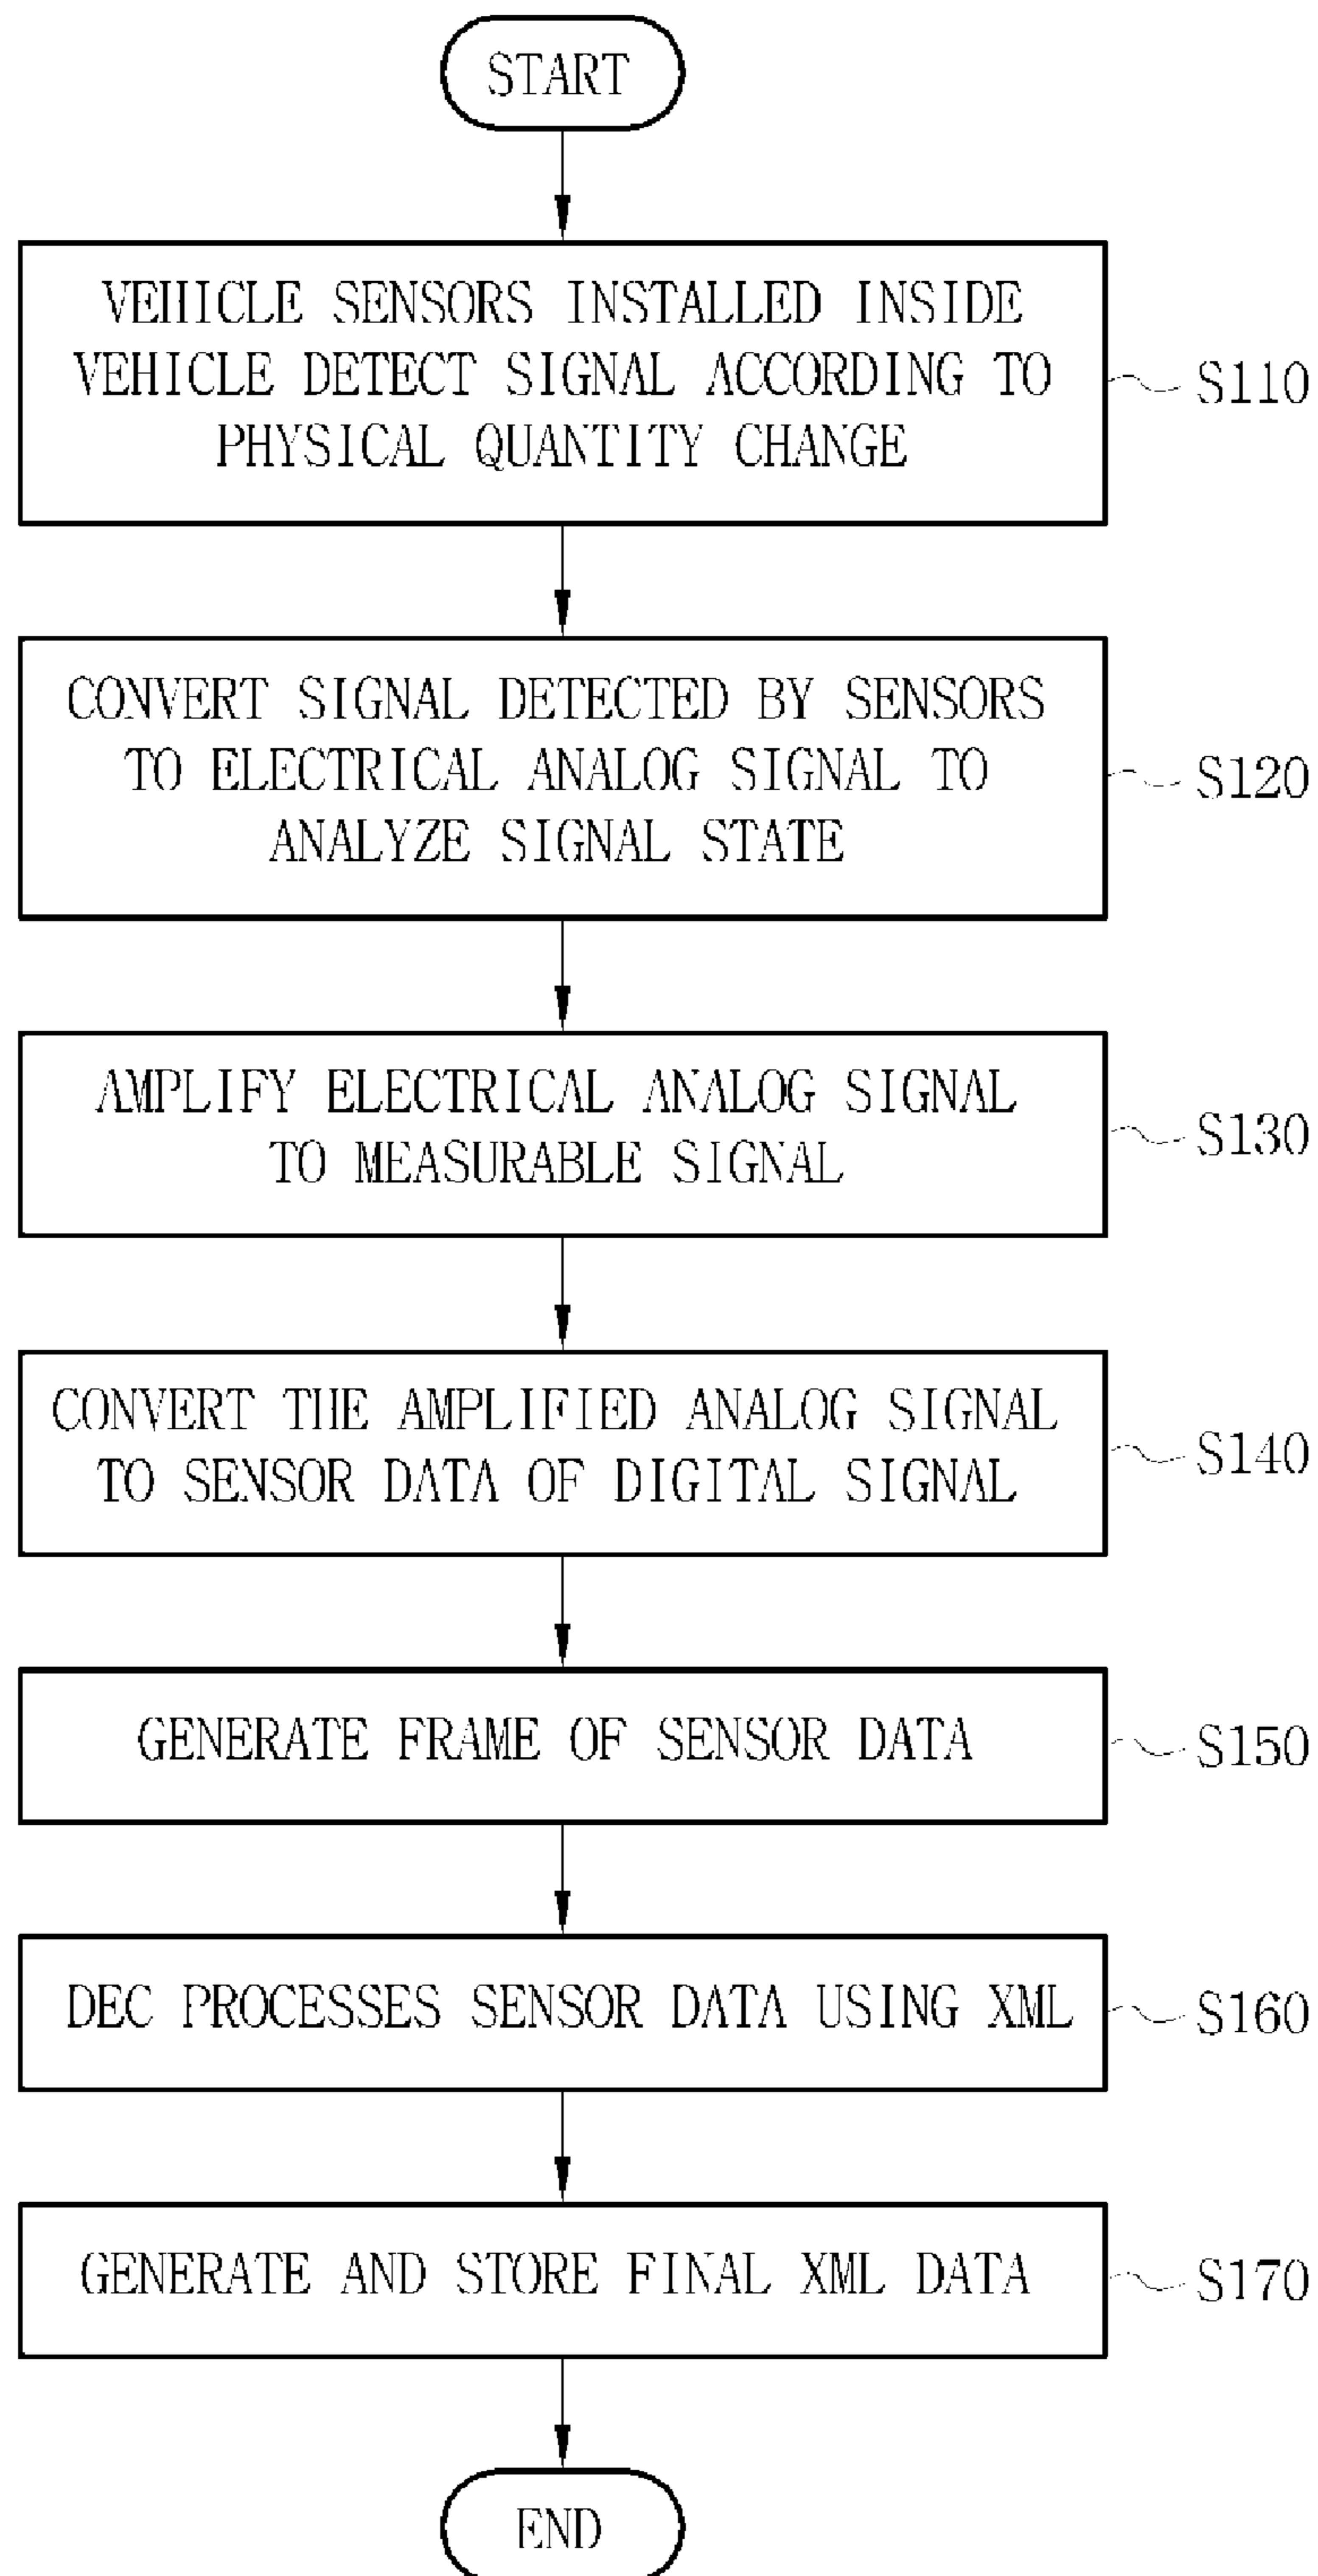 START
VEHICLE SENSORS INSTALLED INSIDE
VEHICLE DETECT SIGNAL ACCORDING TO
PHYSICAL QUANTITY CHANGE
S110
CONVERT SIGNAL DETECTED BY SENSORS
TO ELECTRICAL ANALOG SIGNAL TO
ANALYZE SIGNAL STATE
S120
AMPLIFY ELECTRICAL ANALOG SIGNAL
TO MEASURABLE SIGNAL
S130
CONVERT THE AMPLIFIED ANALOG SIGNAL
TO SENSOR DATA OF DIGITAL SIGNAL
S140
GENERATE FRAME OF SENSOR DATA
S150
DEC PROCESSES SENSOR DATA USING XML
S160
GENERATE AND STORE FINAL XML DATA
S170
END